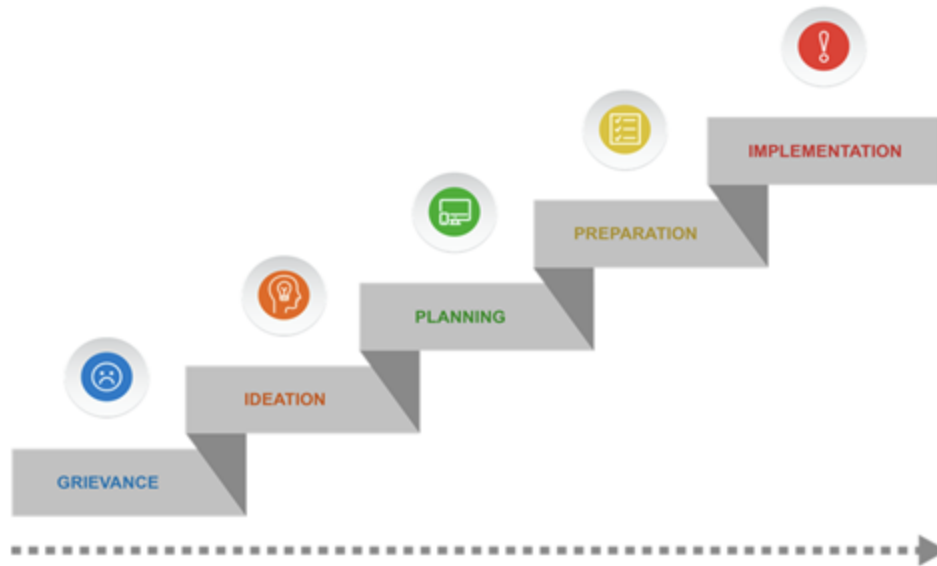 GRIEVANCE
IDEATION
PLANNING
PREPARATION
IMPLEMENTATION